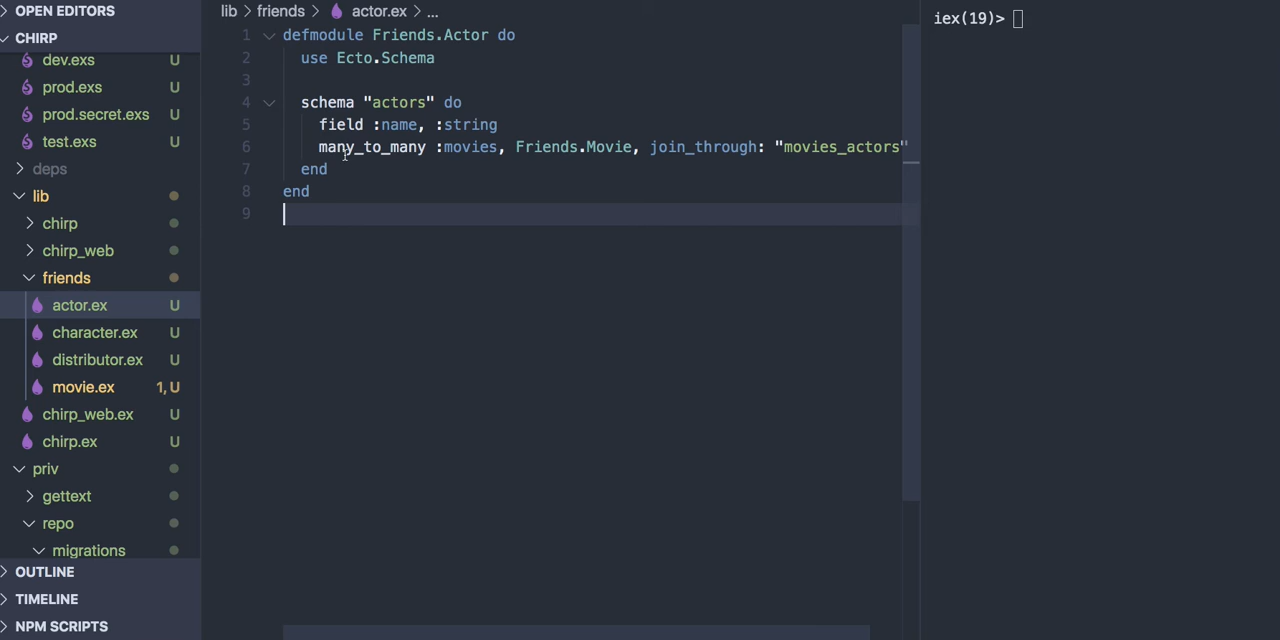 OPEN EDITORS
CHIRP
dev.exs U
prod.exs U
prod.secret.exs U
test.exs U
deps
lib
chirp
chirp_web
friends
actor.ex U
character.ex U
distributor.ex U
movie.ex 1, U
chirp_web.ex U
chirp.ex U
priv
gettext
repo
migrations
OUTLINE
TIMELINE
NPM SCRIPTS
lib > friends > actor.ex > ...
1 defmodule Friends.Actor do
2 use Ecto.Schema
3
4 schema "actors" do
5 field :name, :string
6 many_to_many :movies, Friends.Movie, join_through: "movies_actors"
7 end
8 end
9
iex(19)>